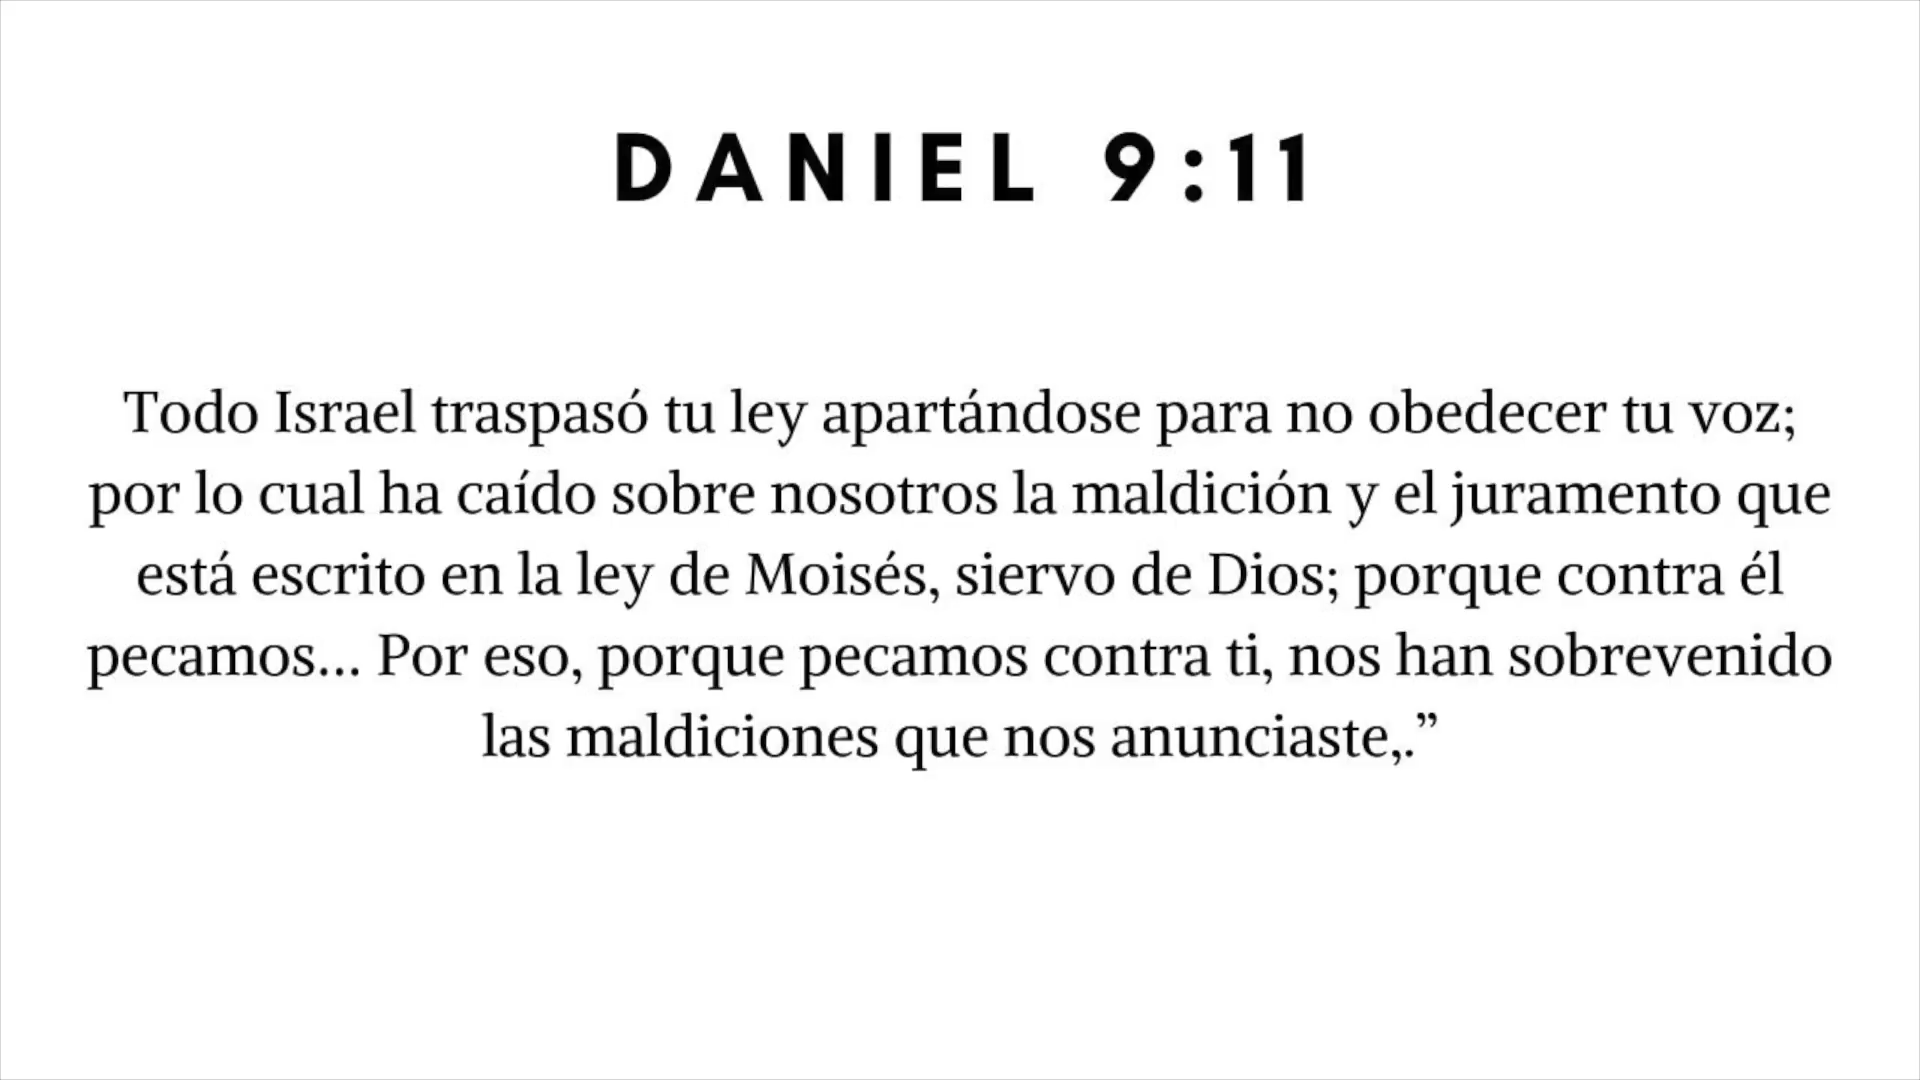 DANIEL 9:11
Todo Israel traspasó tu ley apartándose para no obedecer tu voz;
por lo cual ha caído sobre nosotros la maldición y el juramento que
está escrito en la ley de Moisés, siervo de Dios; porque contra él
pecamos... Por eso, porque pecamos contra ti, nos han sobrevenido
las maldiciones que nos anunciaste,.”